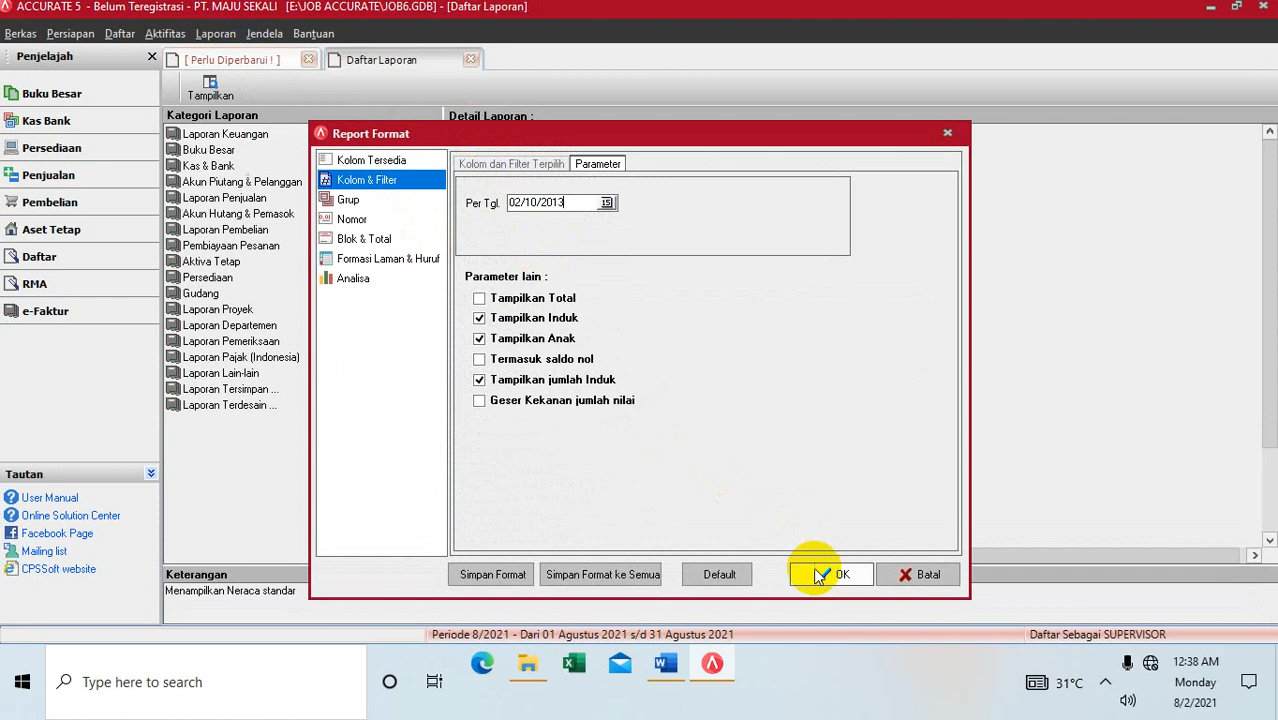 ACCURATE 5 - Belum Teregistrasi - PT. MAJU SEKALI [E:\JOB ACCURATE\JOB6.GDB] - [Daftar Laporan]
Berkas Persiapan Daftar Aktifitas Laporan Jendela Bantuan
Penjelajah
[ Perlu Diperbarui ! ]
Daftar Laporan
Tampilkan
Buku Besar
Kas Bank
Persediaan
Penjualan
Pembelian
Aset Tetap
Daftar
RMA
e-Faktur
Tautan
User Manual
Online Solution Center
Facebook Page
Mailing list
CPSSoft website
Kategori Laporan
Laporan Keuangan
Buku Besar
Kas & Bank
Akun Piutang & Pelanggan
Laporan Penjualan
Akun Hutang & Pemasok
Laporan Pembelian
Pembiayaan Pesanan
Aktiva Tetap
Persediaan
Gudang
Laporan Proyek
Laporan Departemen
Laporan Pemeriksaan
Laporan Pajak (Indonesia)
Laporan Lain-lain
Laporan Tersimpan ...
Laporan Terdesain ...
Detail Laporan :
Report Format
Kolom Tersedia
Kolom & Filter
Grup
Nomor
Blok & Total
Formasi Laman & Huruf
Analisa
Kolom dan Filter Terpilih
Parameter
Per Tgl. 02/10/2013
15
Parameter lain :
Tampilkan Total
Tampilkan Induk
Tampilkan Anak
Termasuk saldo nol
Tampilkan jumlah Induk
Geser Kekanan jumlah nilai
Simpan Format
Simpan Format ke Semua
Default
OK
Batal
Keterangan
Menampilkan Neraca standar
Periode 8/2021 - Dari 01 Agustus 2021 s/d 31 Agustus 2021
Daftar Sebagai SUPERVISOR
Type here to search
31°C
12:38 AM
Monday
8/2/2021